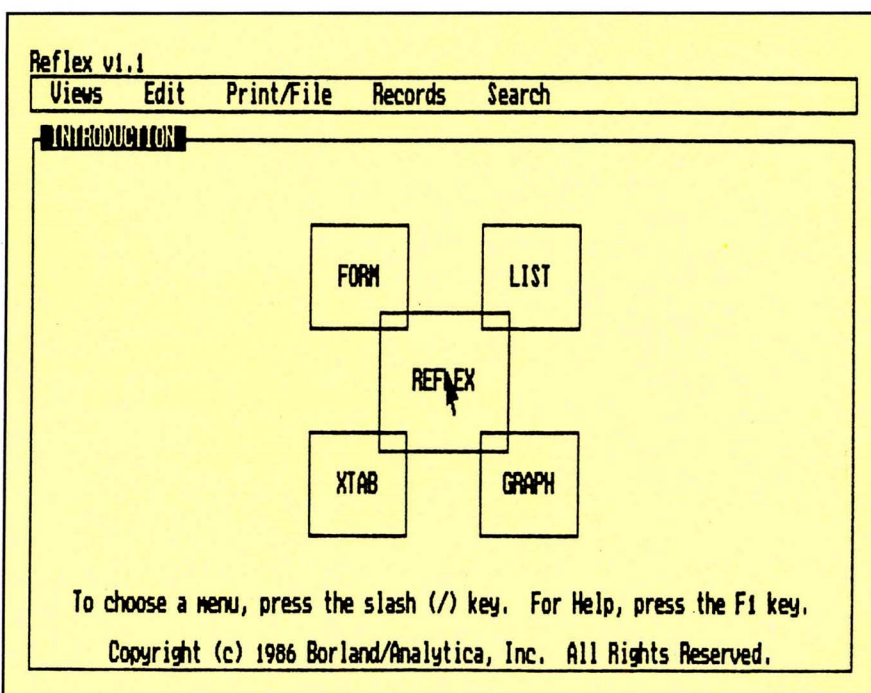 Reflex v1.1
Views Edit Print/File Records Search
INTRODUCTION
FORM LIST
REFLEX
XTAB GRAPH
To choose a menu, press the slash (/) key. For Help, press the F1 key.
Copyright (c) 1986 Borland/Analytica, Inc. All Rights Reserved.